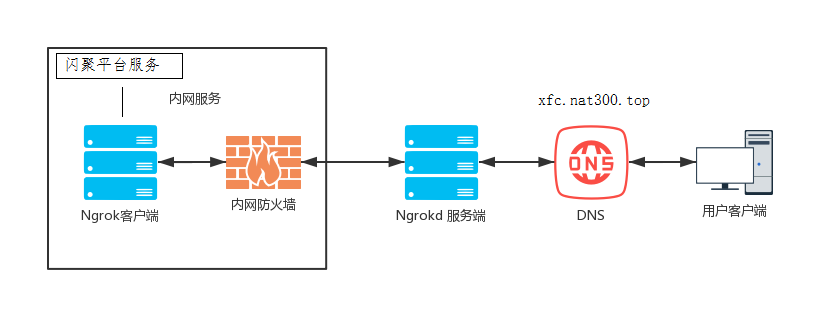 闪聚平台服务
内网服务
xfc.nat300.top
DNS
Ngrok客户端
内网防火墙
Ngrokd 服务端
DNS
用户客户端